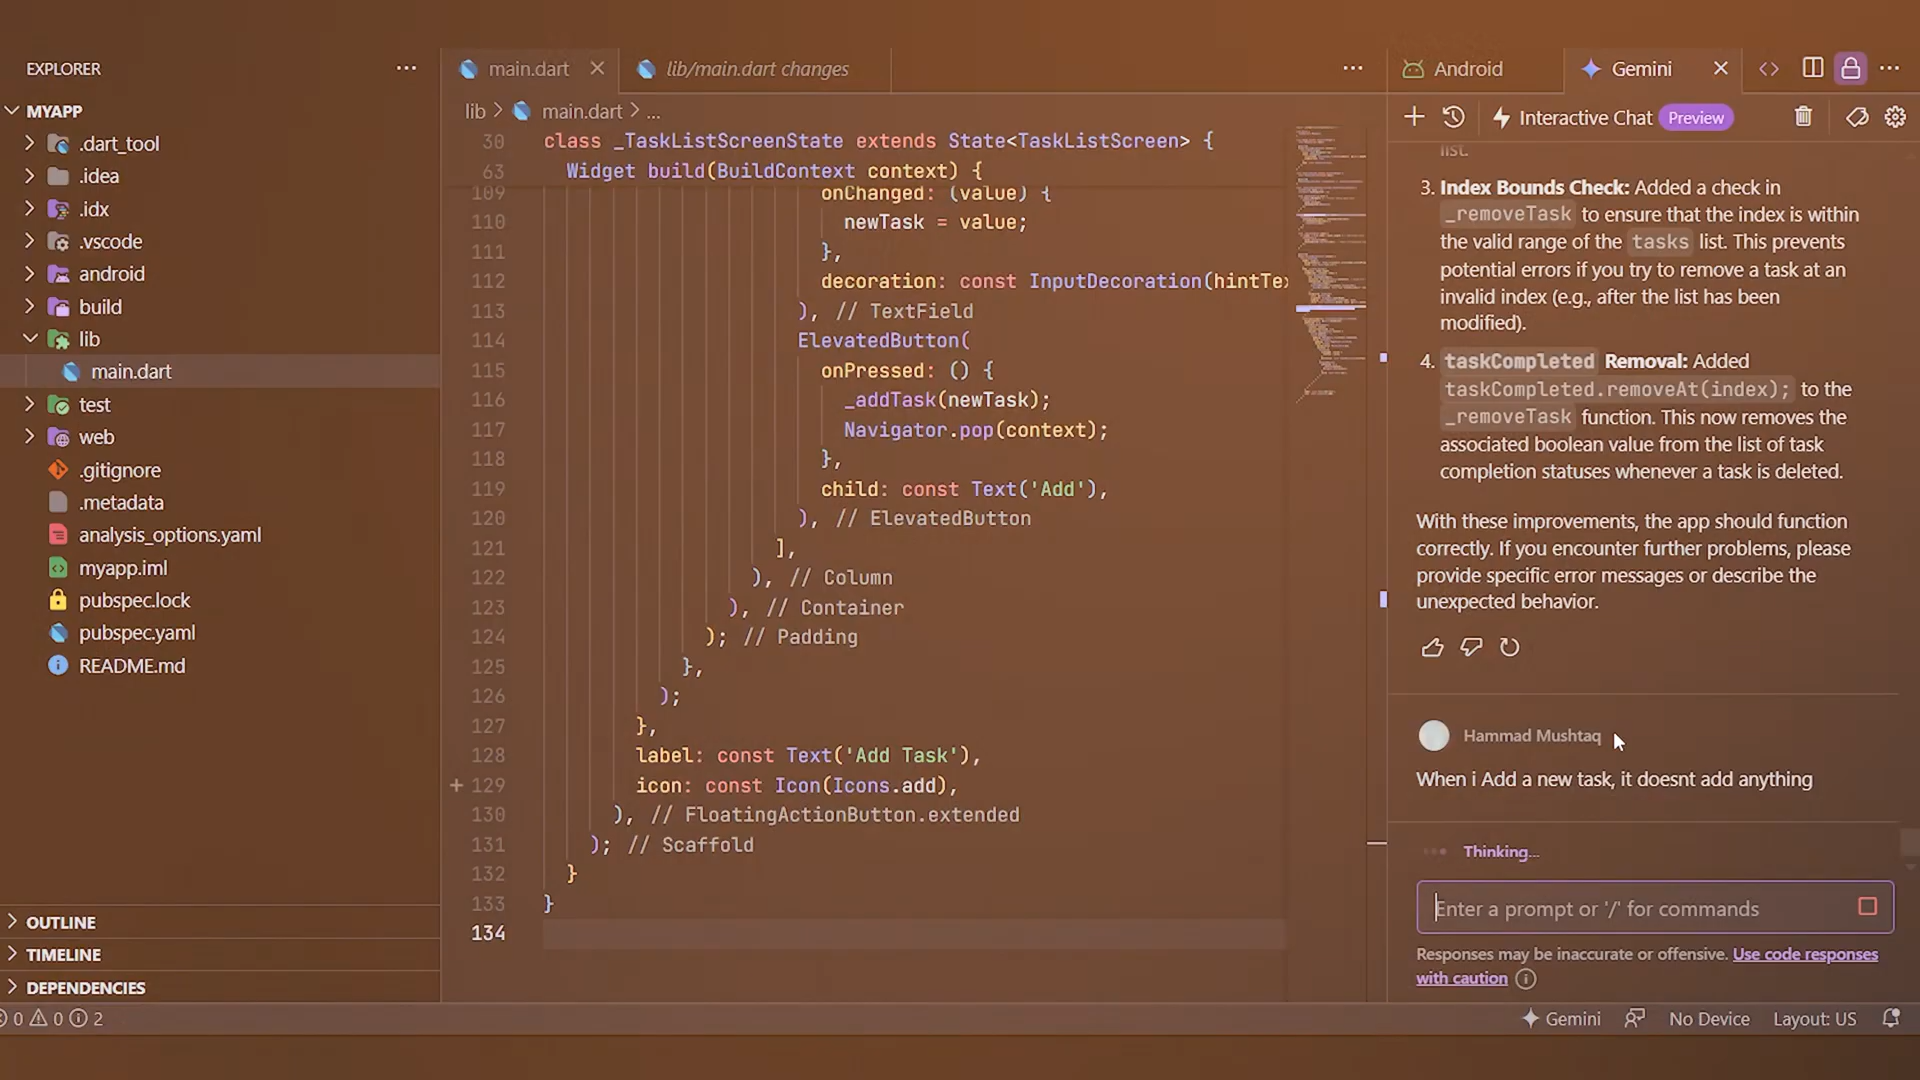 EXPLORER
MYAPP
.dart_tool
.idea
.idx
.vscode
android
build
lib
main.dart
test
web
.gitignore
.metadata
analysis_options.yaml
myapp.iml
pubspec.lock
pubspec.yaml
README.md
OUTLINE
TIMELINE
DEPENDENCIES
0 0 2
main.dart
lib/main.dart changes
lib > main.dart > ...
30 class _TaskListScreenState extends State<TaskListScreen> {
63 Widget build(BuildContext context) {
109 onChanged: (value) {
110 newTask = value;
111 },
112 decoration: const InputDecoration(hintTex
113 ), // TextField
114 ElevatedButton(
115 onPressed: () {
116 _addTask(newTask);
117 Navigator.pop(context);
118 },
119 child: const Text('Add'),
120 ), // ElevatedButton
121 ],
122 ), // Column
123 ), // Container
124 ); // Padding
125 },
126 );
127 },
128 label: const Text('Add Task'),
129 icon: const Icon(Icons.add),
130 ), // FloatingActionButton.extended
131 ); // Scaffold
132 }
133 }
134
Android
Gemini
Interactive Chat Preview
list.
3. Index Bounds Check: Added a check in
_removeTask to ensure that the index is within
the valid range of the tasks list. This prevents
potential errors if you try to remove a task at an
invalid index (e.g., after the list has been
modified).
4. taskCompleted Removal: Added
taskCompleted.removeAt(index); to the
_removeTask function. This now removes the
associated boolean value from the list of task
completion statuses whenever a task is deleted.
With these improvements, the app should function
correctly. If you encounter further problems, please
provide specific error messages or describe the
unexpected behavior.
Hammad Mushtaq
When i Add a new task, it doesnt add anything
Thinking...
Enter a prompt or '/' for commands
Responses may be inaccurate or offensive. Use code responses
with caution
Gemini
No Device
Layout: US